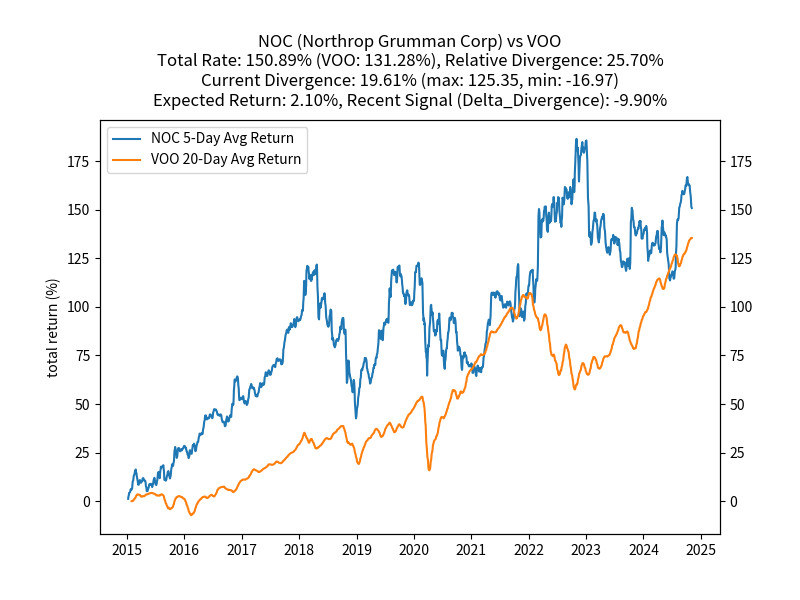 NOC (Northrop Grumman Corp) vs VOO
Total Rate: 150.89% (VOO: 131.28%), Relative Divergence: 25.70%
Current Divergence: 19.61% (max: 125.35, min: -16.97)
Expected Return: 2.10%, Recent Signal (Delta_Divergence): -9.90%
NOC 5-Day Avg Return
VOO 20-Day Avg Return
175 175
150 150
125 125
100 100
75 75
50 50
25 25
0 0
total return (%)
2015 2016 2017 2018 2019 2020 2021 2022 2023 2024 2025